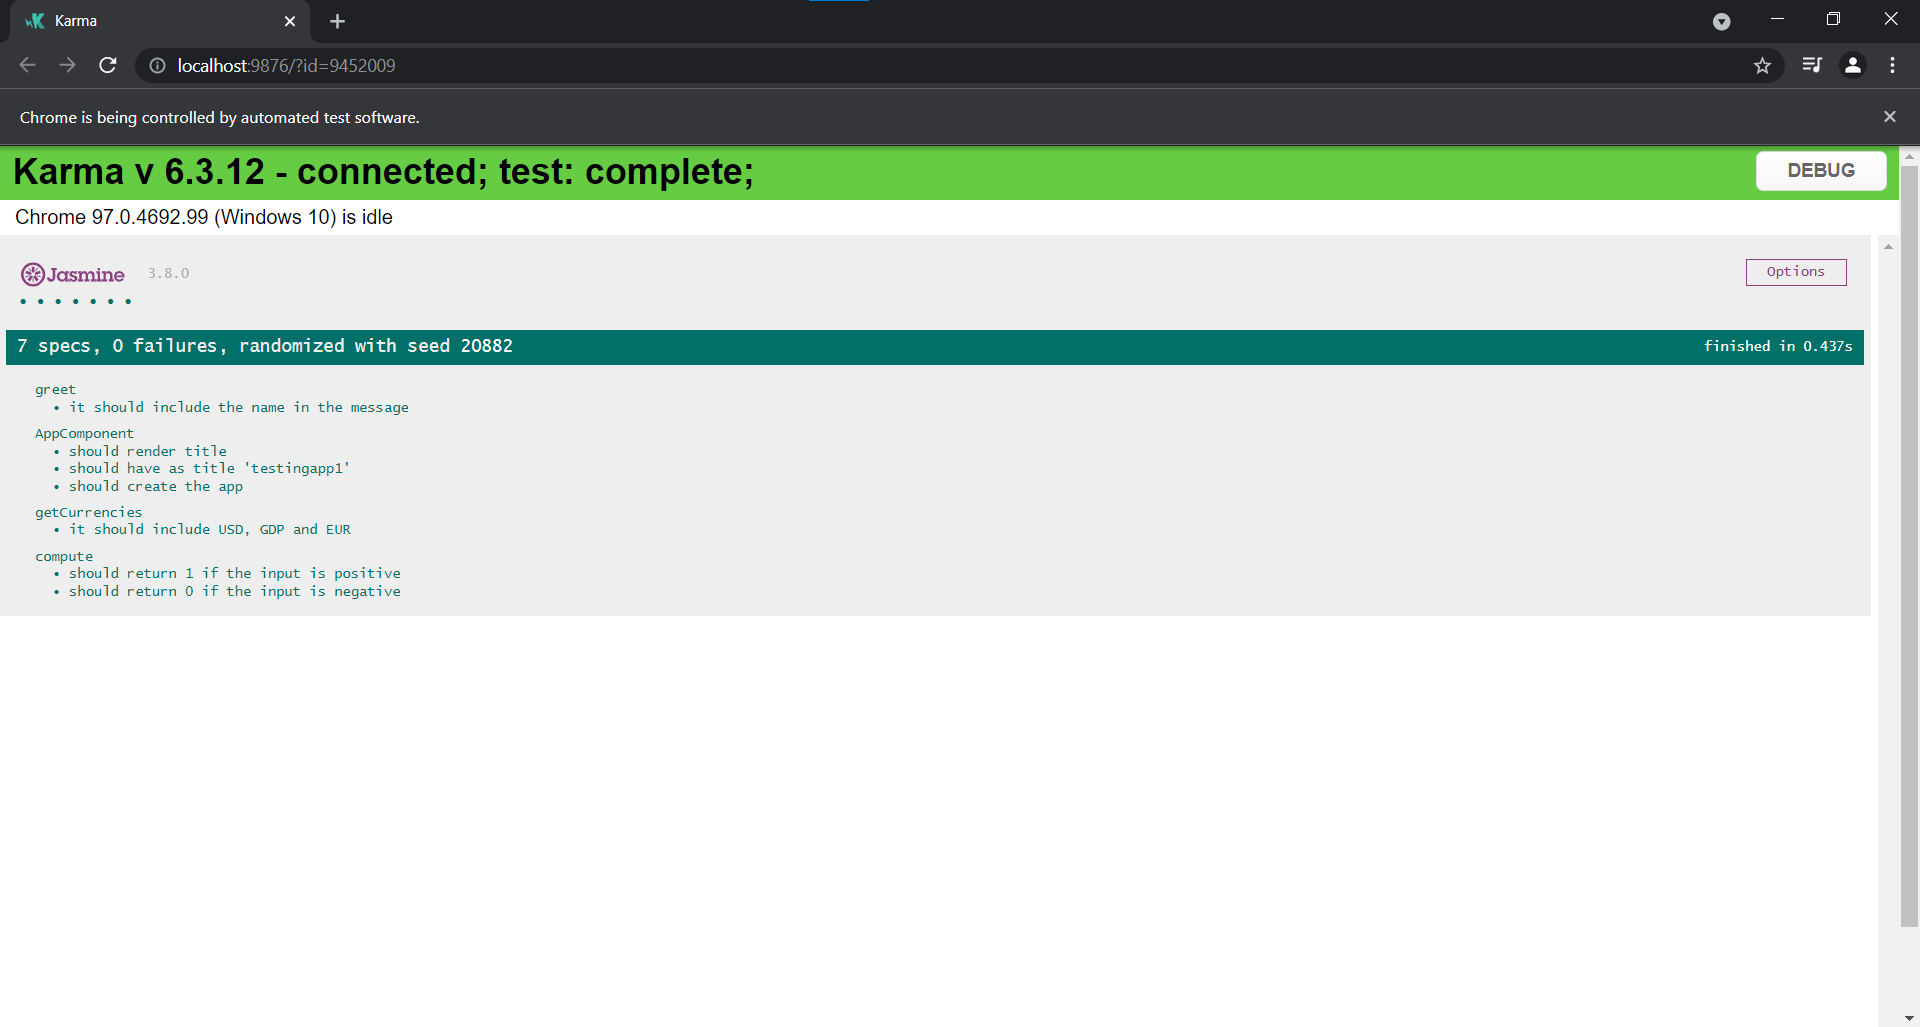 Karma
localhost:9876/?id=9452009
Chrome is being controlled by automated test software.
Karma v 6.3.12 - connected; test: complete;
DEBUG
Chrome 97.0.4692.99 (Windows 10) is idle
Jasmine 3.8.0
Options
• • • • • • •
7 specs, 0 failures, randomized with seed 20882
finished in 0.437s
greet
• it should include the name in the message
AppComponent
• should render title
• should have as title 'testingapp1'
• should create the app
getCurrencies
• it should include USD, GDP and EUR
compute
• should return 1 if the input is positive
• should return 0 if the input is negative